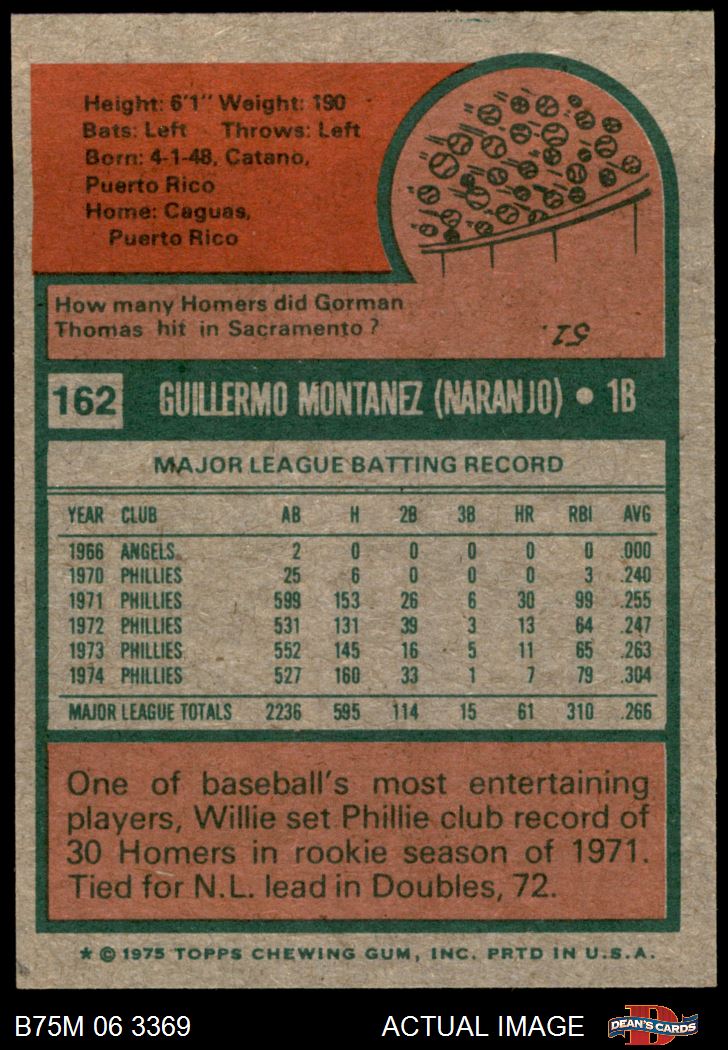 Height: 6'1" Weight: 190
Bats: Left Throws: Left
Born: 4-1-48, Catano,
Puerto Rico
Home: Caguas,
Puerto Rico
How many Homers did Gorman
Thomas hit in Sacramento?
51.
162 GUILLERMO MONTANEZ (NARANJO) • 1B
MAJOR LEAGUE BATTING RECORD
YEAR CLUB AB H 2B 3B HR RBI AVG
1966 ANGELS 2 0 0 0 0 0 .000
1970 PHILLIES 25 6 0 0 0 3 .240
1971 PHILLIES 599 153 26 6 30 99 .255
1972 PHILLIES 531 131 39 3 13 64 .247
1973 PHILLIES 552 145 16 5 11 65 .263
1974 PHILLIES 527 160 33 1 7 79 .304
MAJOR LEAGUE TOTALS 2236 595 114 15 61 310 .266
One of baseball's most entertaining
players, Willie set Phillie club record of
30 Homers in rookie season of 1971.
Tied for N.L. lead in Doubles, 72.
* © 1975 TOPPS CHEWING GUM, INC. PRTD IN U.S.A.
B75M 06 3369 ACTUAL IMAGE DEAN'S CARDS